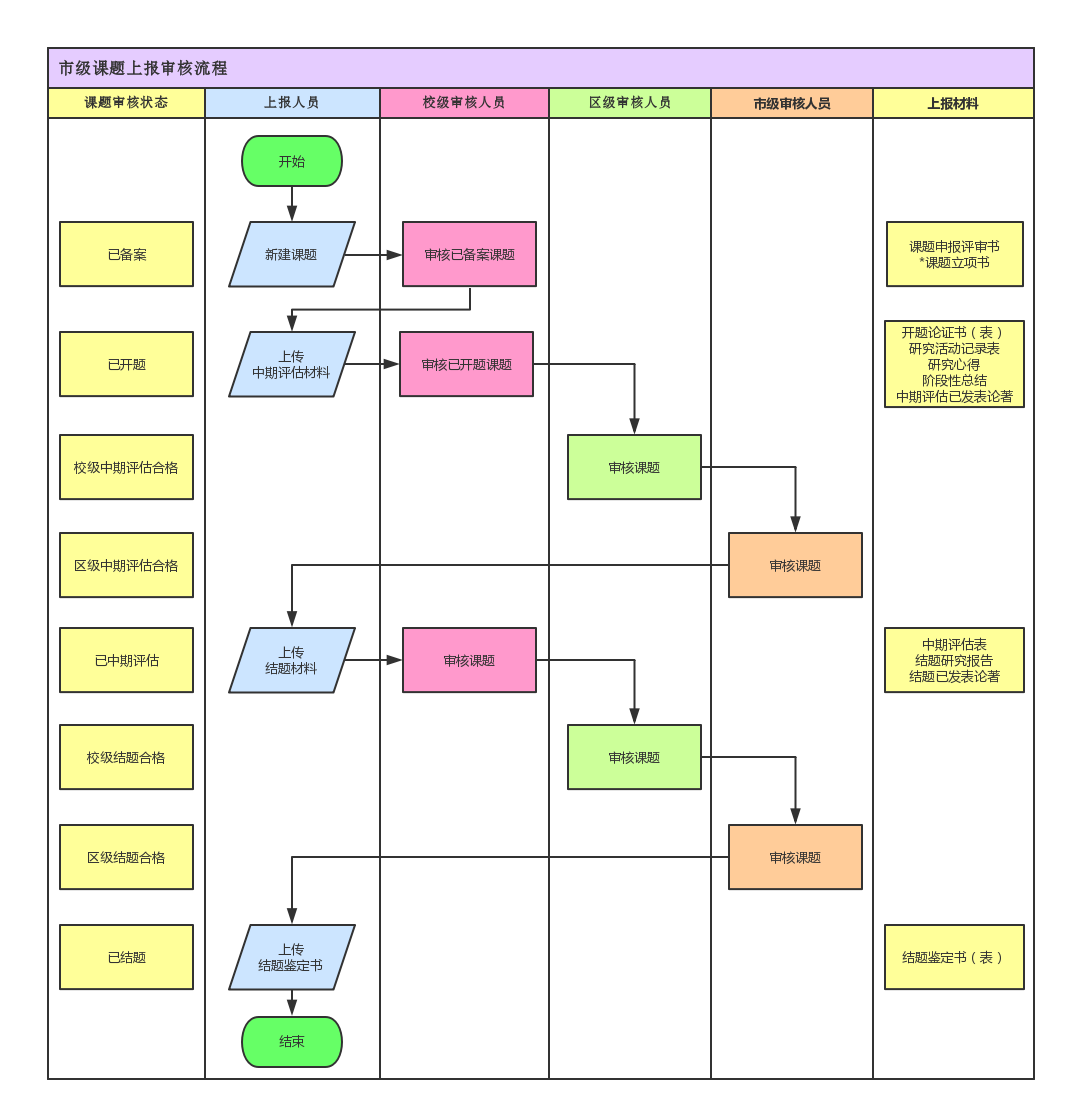 市级课题上报审核流程
课题审核状态
上报人员
校级审核人员
区级审核人员
市级审核人员
上报材料
开始
已备案
新建课题
审核已备案课题
课题申报评审书
*课题立项书
已开题
上传
中期评估材料
审核已开题课题
开题论证书（表）
研究活动记录表
研究心得
阶段性总结
中期评估已发表论著
校级中期评估合格
审核课题
区级中期评估合格
审核课题
已中期评估
上传
结题材料
审核课题
中期评估表
结题研究报告
结题已发表论著
校级结题合格
审核课题
区级结题合格
审核课题
已结题
上传
结题鉴定书
结题鉴定书（表）
结束